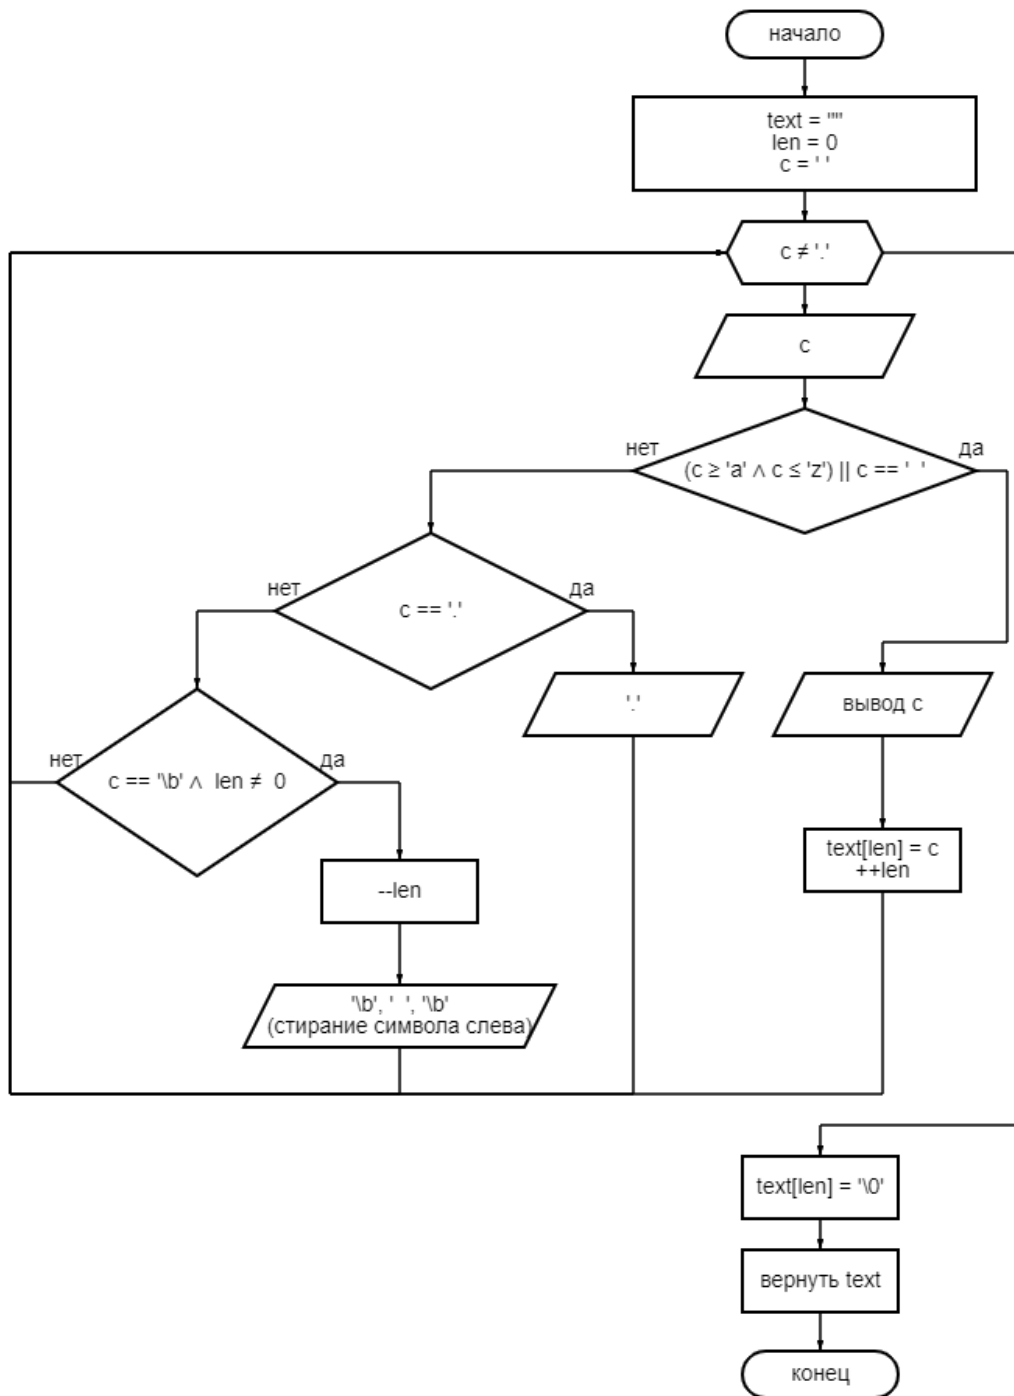 начало
text = ""
len = 0
c = ' '
c ≠ '.'
c
нет
да
(c ≥ 'a' ∧ c ≤ 'z') || c == ' '
нет
да
c == '.'
'.'
вывод c
нет
да
c == '\b' ∧ len ≠ 0
text[len] = c
++len
--len
'\b', ' ', '\b'
(стирание символа слева)
text[len] = '\0'
вернуть text
конец